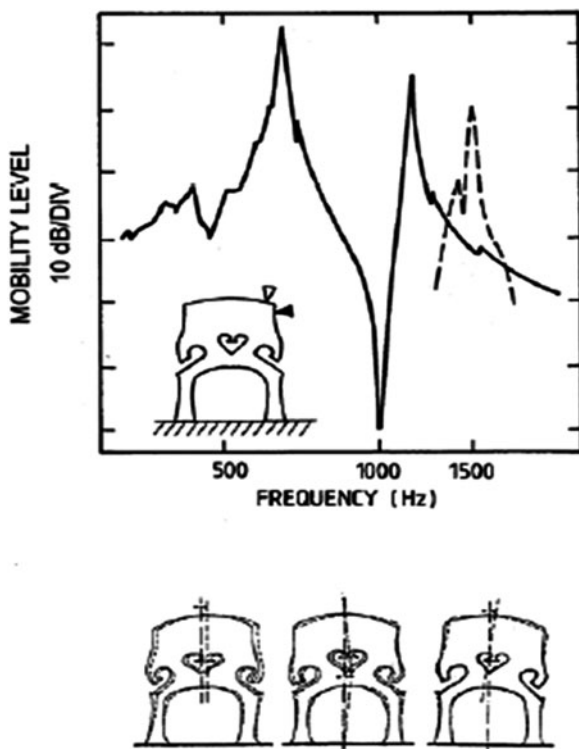 MOBILITY LEVEL
10 dB/DIV
500
1000
1500
FREQUENCY (Hz)